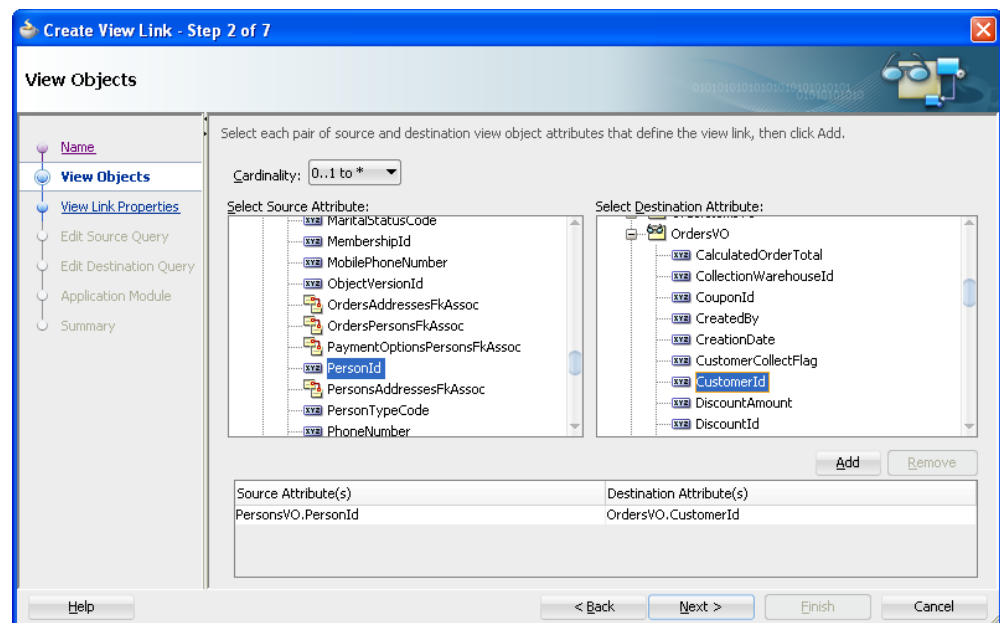 Create View Link - Step 2 of 7
View Objects
Name
View Objects
View Link Properties
Edit Source Query
Edit Destination Query
Application Module
Summary
Select each pair of source and destination view object attributes that define the view link, then click Add.
Cardinality: 0..1 to *
Select Source Attribute:
MaritalStatusCode
MembershipId
MobilePhoneNumber
ObjectVersionId
OrdersAddressesFkAssoc
OrdersPersonsFkAssoc
PaymentOptionsPersonsFkAssoc
PersonId
PersonsAddressesFkAssoc
PersonTypeCode
PhoneNumber
Select Destination Attribute:
OrdersVO
CalculatedOrderTotal
CollectionWarehouseId
CouponId
CreatedBy
CreationDate
CustomerCollectFlag
CustomerId
DiscountAmount
DiscountId
Add Remove
Source Attribute(s) Destination Attribute(s)
PersonsVO.PersonId OrdersVO.CustomerId
Help < Back Next > Finish Cancel